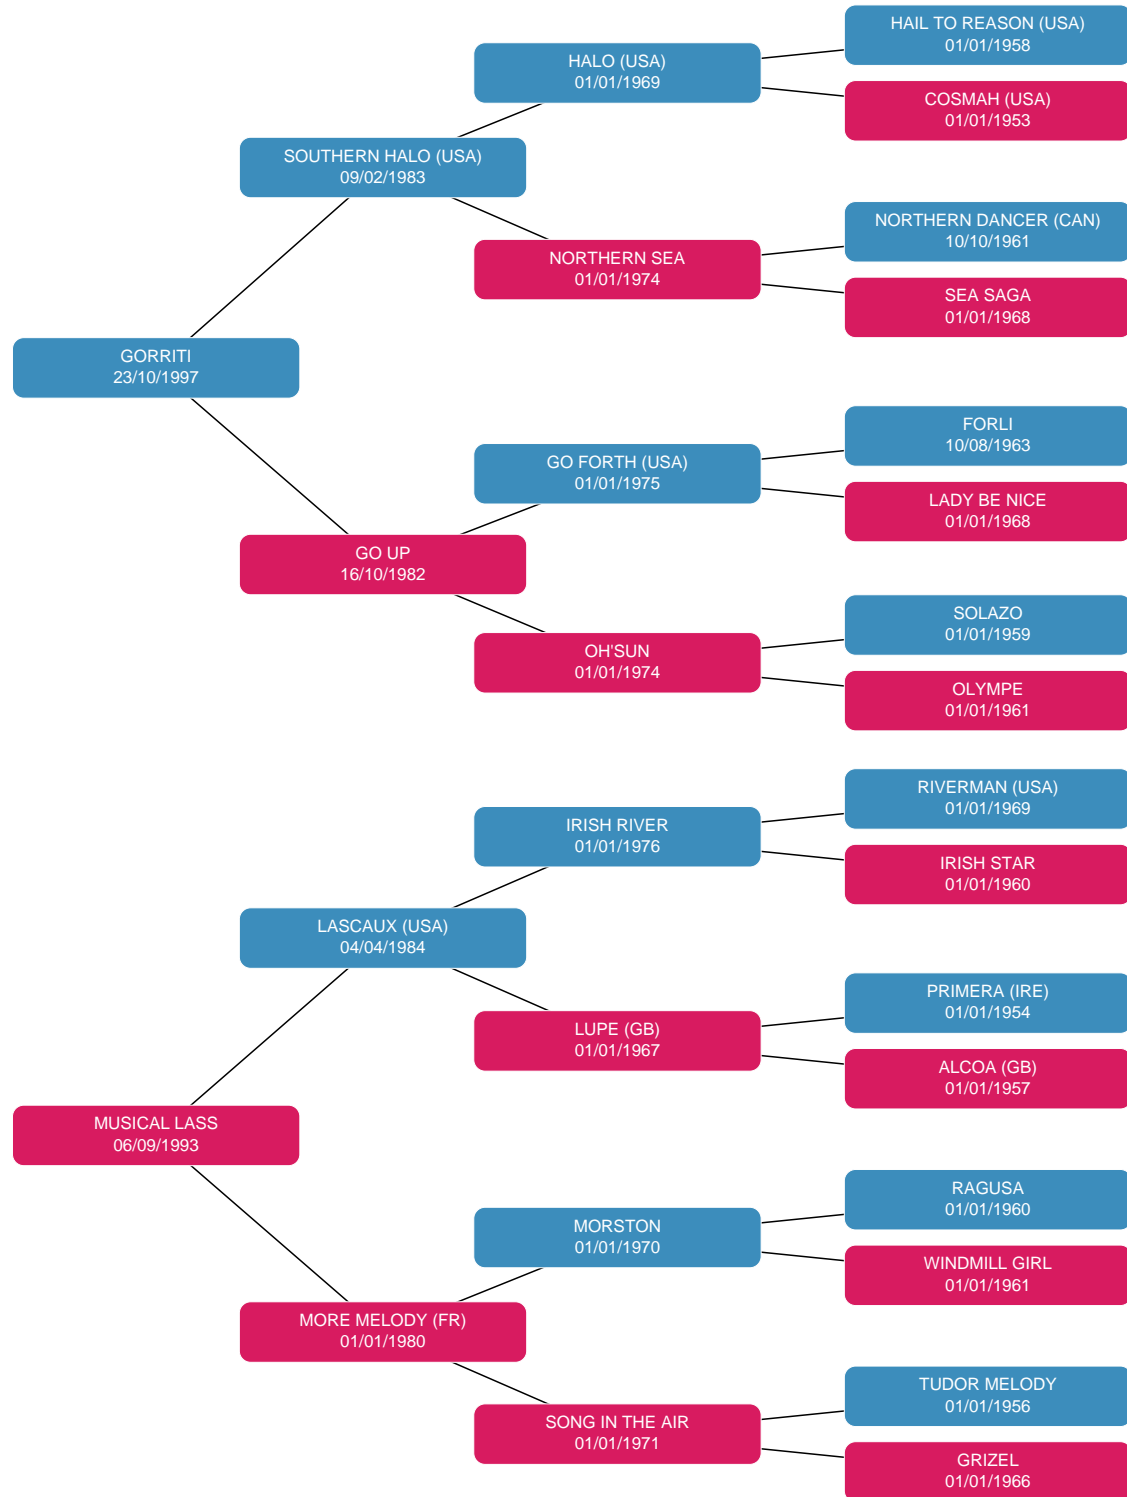 HAIL TO REASON (USA)
01/01/1958
HALO (USA)
01/01/1969
COSMAH (USA)
01/01/1953
SOUTHERN HALO (USA)
09/02/1983
NORTHERN DANCER (CAN)
10/10/1961
NORTHERN SEA
01/01/1974
SEA SAGA
01/01/1968
GORRITI
23/10/1997
FORLI
10/08/1963
GO FORTH (USA)
01/01/1975
LADY BE NICE
01/01/1968
GO UP
16/10/1982
SOLAZO
01/01/1959
OH'SUN
01/01/1974
OLYMPE
01/01/1961
RIVERMAN (USA)
01/01/1969
IRISH RIVER
01/01/1976
IRISH STAR
01/01/1960
LASCAUX (USA)
04/04/1984
PRIMERA (IRE)
01/01/1954
LUPE (GB)
01/01/1967
ALCOA (GB)
01/01/1957
MUSICAL LASS
06/09/1993
RAGUSA
01/01/1960
MORSTON
01/01/1970
WINDMILL GIRL
01/01/1961
MORE MELODY (FR)
01/01/1980
TUDOR MELODY
01/01/1956
SONG IN THE AIR
01/01/1971
GRIZEL
01/01/1966